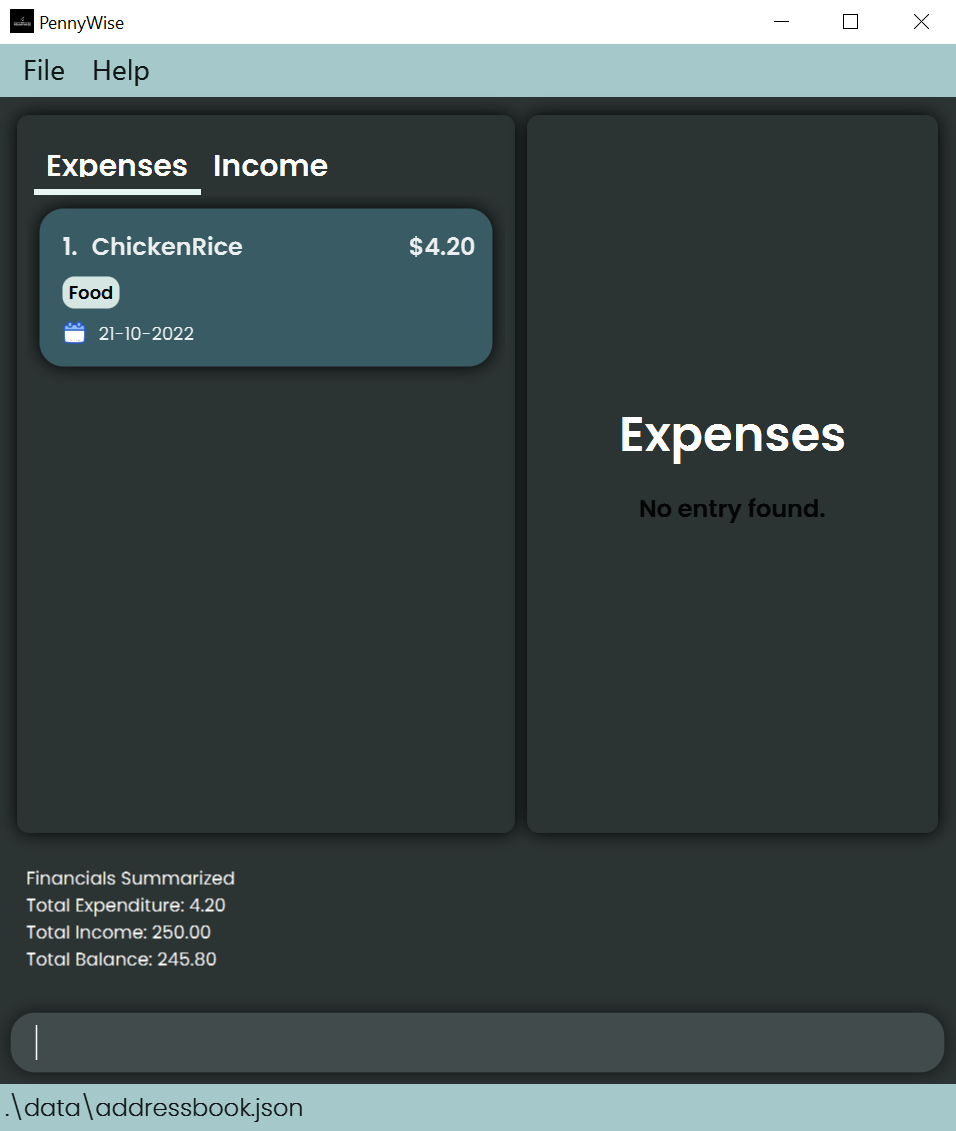 PennyWise
File Help
Expenses Income
1. ChickenRice $4.20
Food
21-10-2022
Expenses
No entry found.
Financials Summarized
Total Expenditure: 4.20
Total Income: 250.00
Total Balance: 245.80
.\data\addressbook.json